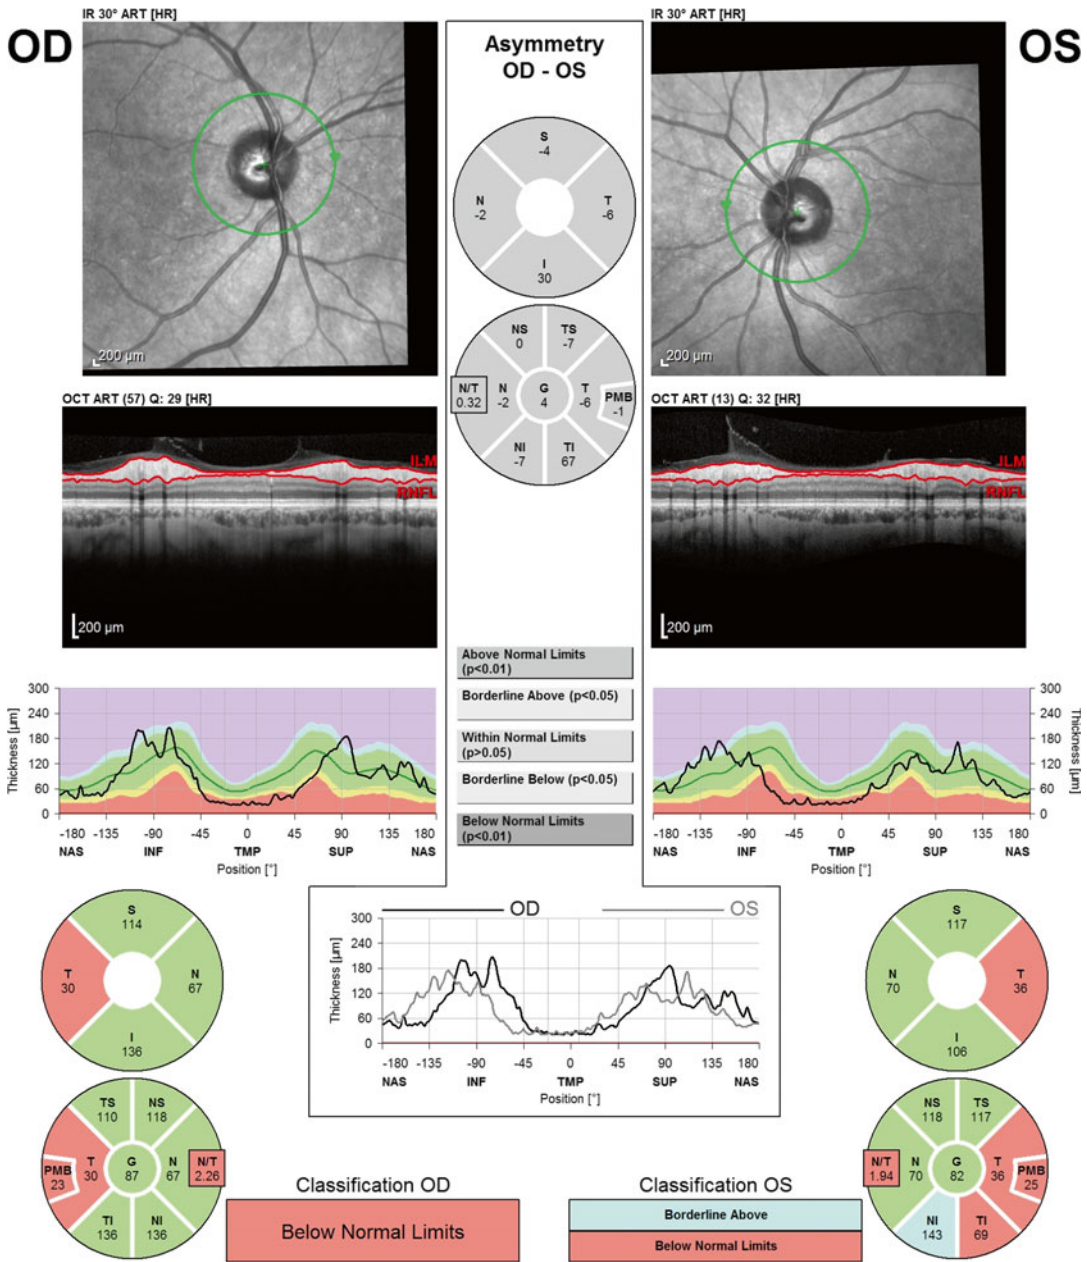 IR 30° ART [HR]
OD
200 µm
OCT ART (57) Q: 29 [HR]
ILM
RNFL
200 µm
Asymmetry
OD - OS
S
-4
N
-2
T
-6
I
30
NS
0
TS
-7
N/T
0.32
N
-2
G
4
T
-6
PMB
-1
NI
-7
TI
67
IR 30° ART [HR]
OS
200 µm
OCT ART (13) Q: 32 [HR]
ILM
RNFL
200 µm
Above Normal Limits
(p<0.01)
Borderline Above (p<0.05)
Within Normal Limits
(p>0.05)
Borderline Below (p<0.05)
Below Normal Limits
(p<0.01)
Thickness [µm]
300
240
180
120
60
0
-180 -135 -90 -45 0 45 90 135 180
NAS INF TMP SUP NAS
Position [°]
300
240
180
120
60
0
Thickness [µm]
-180 -135 -90 -45 0 45 90 135 180
NAS INF TMP SUP NAS
Position [°]
S
114
T
30
N
67
I
136
OD OS
Thickness [µm]
300
240
180
120
60
0
-180 -135 -90 -45 0 45 90 135 180
NAS INF TMP SUP NAS
Position [°]
S
117
N
70
T
36
I
106
TS
110
NS
118
PMB
23
T
30
G
87
N
67
N/T
2.26
TI
136
NI
136
Classification OD
Below Normal Limits
Classification OS
Borderline Above
Below Normal Limits
NS
118
TS
117
N/T
1.94
N
70
G
82
T
36
PMB
25
NI
143
TI
69